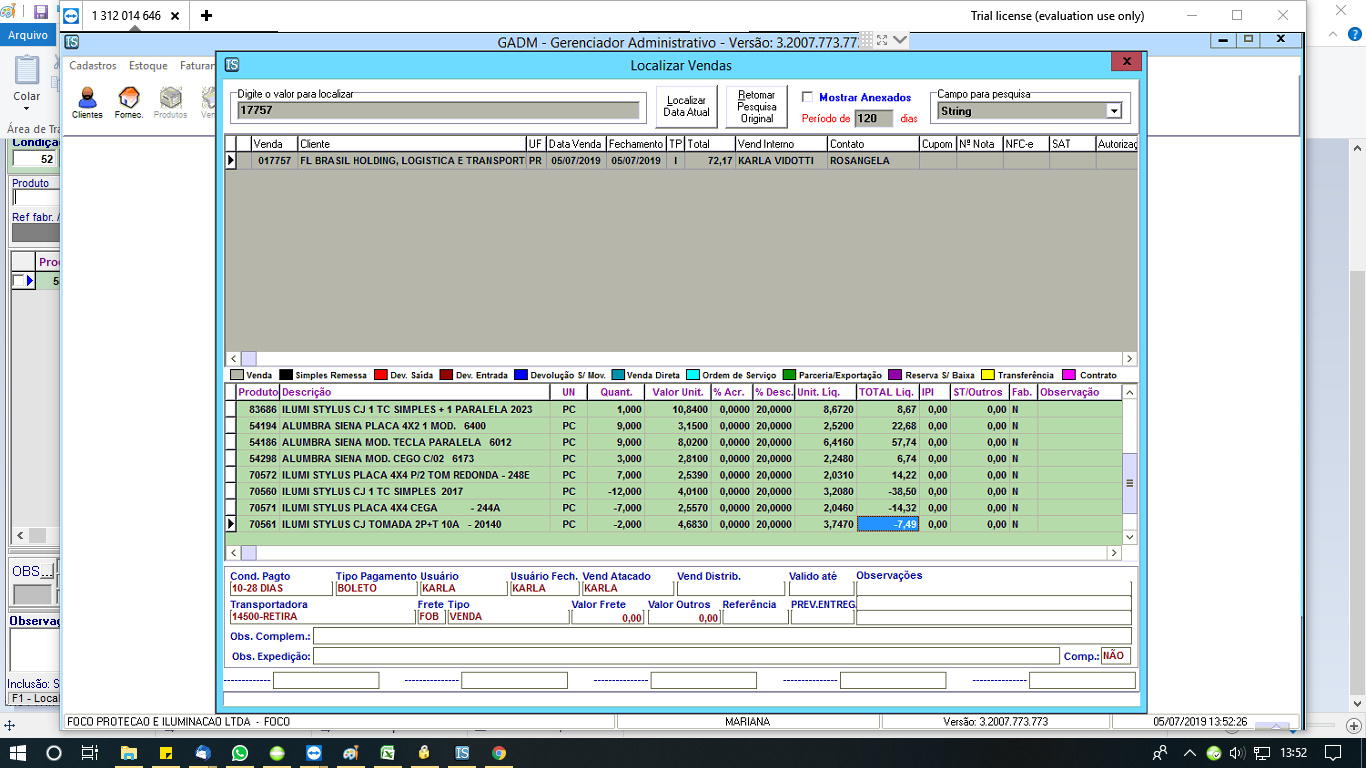 1 312 014 646
Trial license (evaluation use only)
Arquivo
GADM - Gerenciador Administrativo - Versão: 3.2007.773.77
Cadastros Estoque Faturar
Localizar Vendas
Colar
Clientes Fornec. Produtos Ven
Digite o valor para localizar
17757
Localizar Data Atual
Retornar Pesquisa Original
Mostrar Anexados
Período de 120 dias
Campo para pesquisa
String
Área de Tra
Condiçã
52
Produto
Ref fabr. /
Proc
5
Venda Cliente UF Data Venda Fechamento TP Total Vend Interno Contato Cupom Nº Nota NFC-e SAT Autorizaç
017757 FL BRASIL HOLDING, LOGISTICA E TRANSPORT PR 05/07/2019 05/07/2019 I 72,17 KARLA VIDOTTI ROSANGELA
Venda Simples Remessa Dev. Saída Dev. Entrada Devolução S/ Mov. Venda Direta Ordem de Serviço Parceria/Exportação Reserva S/ Baixa Transferência Contrato
Produto Descrição UN Quant. Valor Unit. % Acr. % Desc. Unit. Líq. TOTAL Liq. IPI ST/Outros Fab. Observação
83686 ILUMI STYLUS CJ 1 TC SIMPLES + 1 PARALELA 2023 PC 1,000 10,8400 0,0000 20,0000 8,6720 8,67 0,00 0,00 N
54194 ALUMBRA SIENA PLACA 4X2 1 MOD. 6400 PC 9,000 3,1500 0,0000 20,0000 2,5200 22,68 0,00 0,00 N
54186 ALUMBRA SIENA MOD. TECLA PARALELA 6012 PC 9,000 8,0200 0,0000 20,0000 6,4160 57,74 0,00 0,00 N
54298 ALUMBRA SIENA MOD. CEGO C/02 6173 PC 3,000 2,8100 0,0000 20,0000 2,2480 6,74 0,00 0,00 N
70572 ILUMI STYLUS PLACA 4X4 P/2 TOM REDONDA - 248E PC 7,000 2,5390 0,0000 20,0000 2,0310 14,22 0,00 0,00 N
70560 ILUMI STYLUS CJ 1 TC SIMPLES 2017 PC -12,000 4,0100 0,0000 20,0000 3,2080 -38,50 0,00 0,00 N
70571 ILUMI STYLUS PLACA 4X4 CEGA - 244A PC -7,000 2,5570 0,0000 20,0000 2,0460 -14,32 0,00 0,00 N
70561 ILUMI STYLUS CJ TOMADA 2P+T 10A - 20140 PC -2,000 4,6830 0,0000 20,0000 3,7470 -7,49 0,00 0,00 N
OBS...
Observaç
Inclusão: S
F1 - Local
Cond. Pagto Tipo Pagamento Usuário Usuário Fech. Vend Atacado Vend Distrib. Valido até Observações
10-28 DIAS BOLETO KARLA KARLA KARLA
Transportadora Frete Tipo Valor Frete Valor Outros Referência PREV.ENTREG.
14500-RETIRA FOB VENDA 0,00 0,00
Obs. Complem.:
Obs. Expedição: Comp.: NÃO
FOCO PROTECAO E ILUMINACAO LTDA - FOCO MARIANA Versão: 3.2007.773.773 05/07/2019 13:52:26
13:52